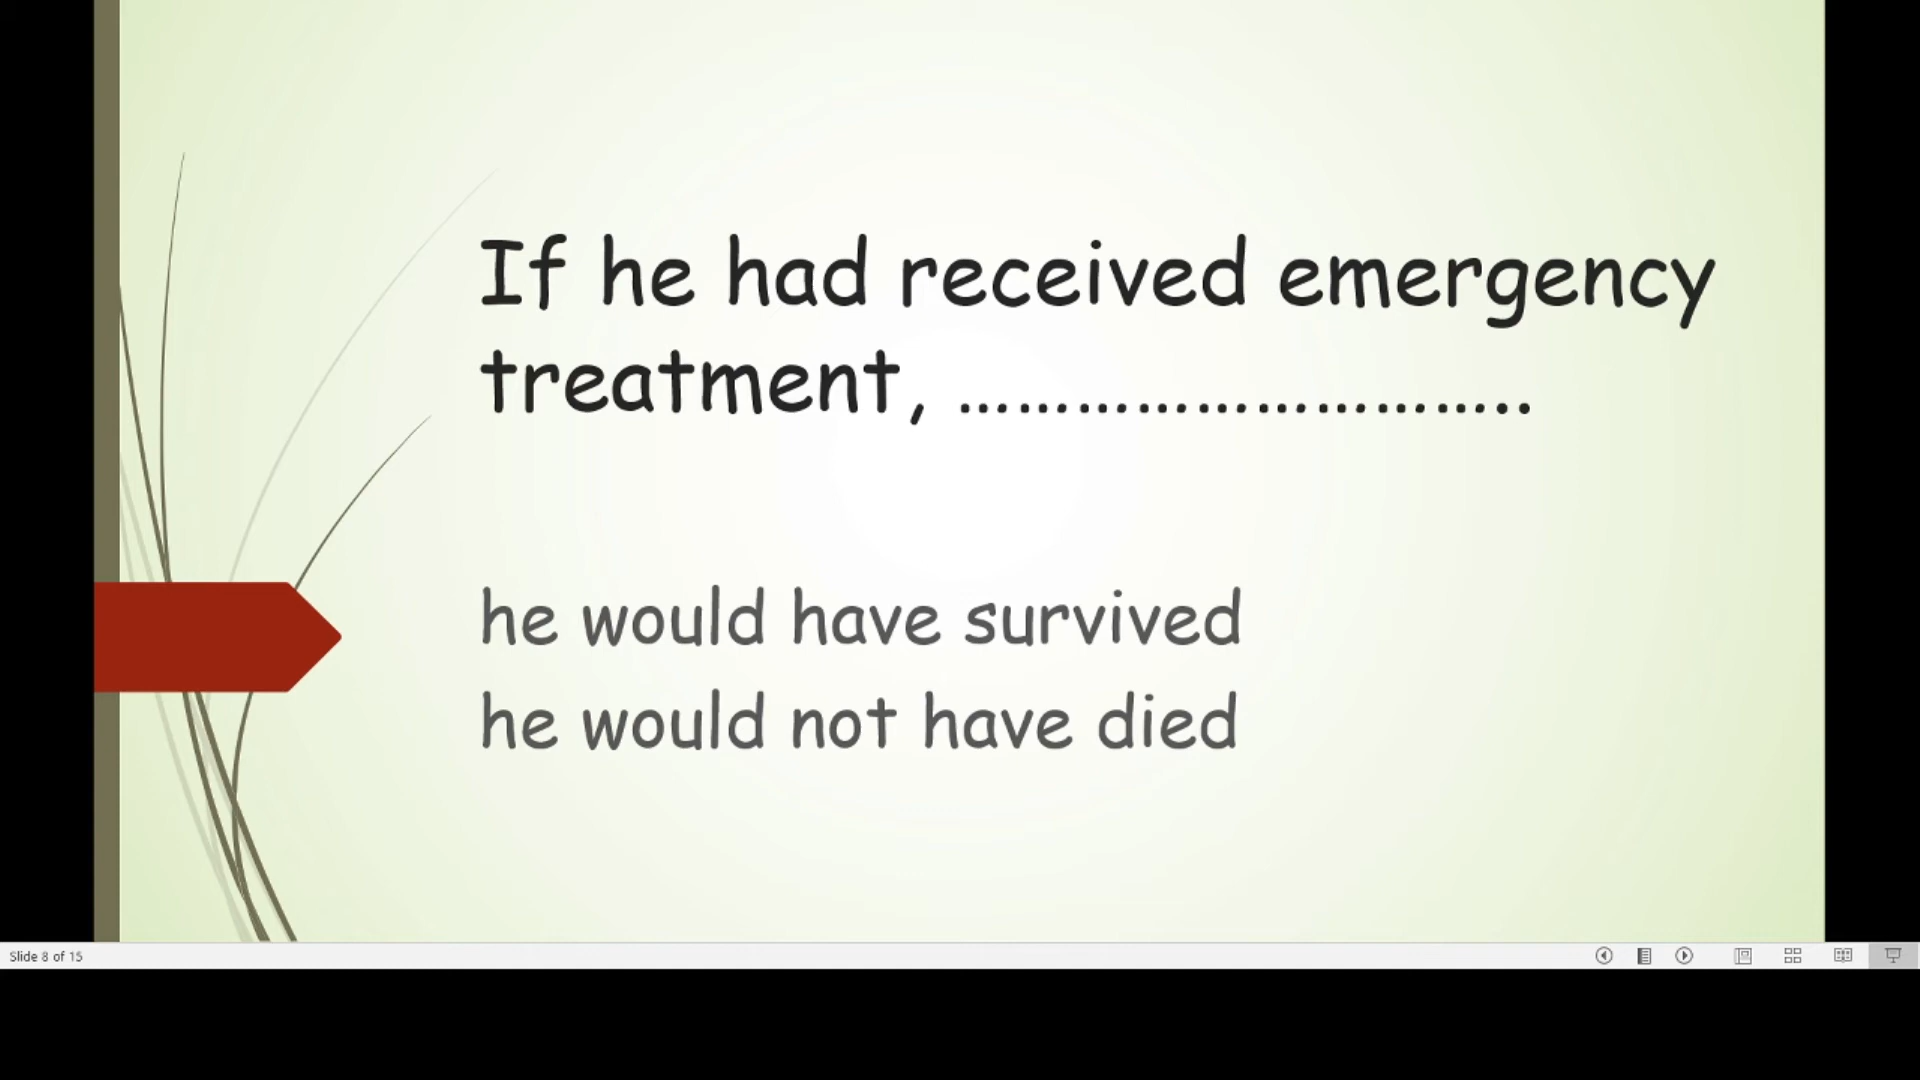 If he had received emergency
treatment, ...............................
he would have survived
he would not have died
Slide 8 of 15